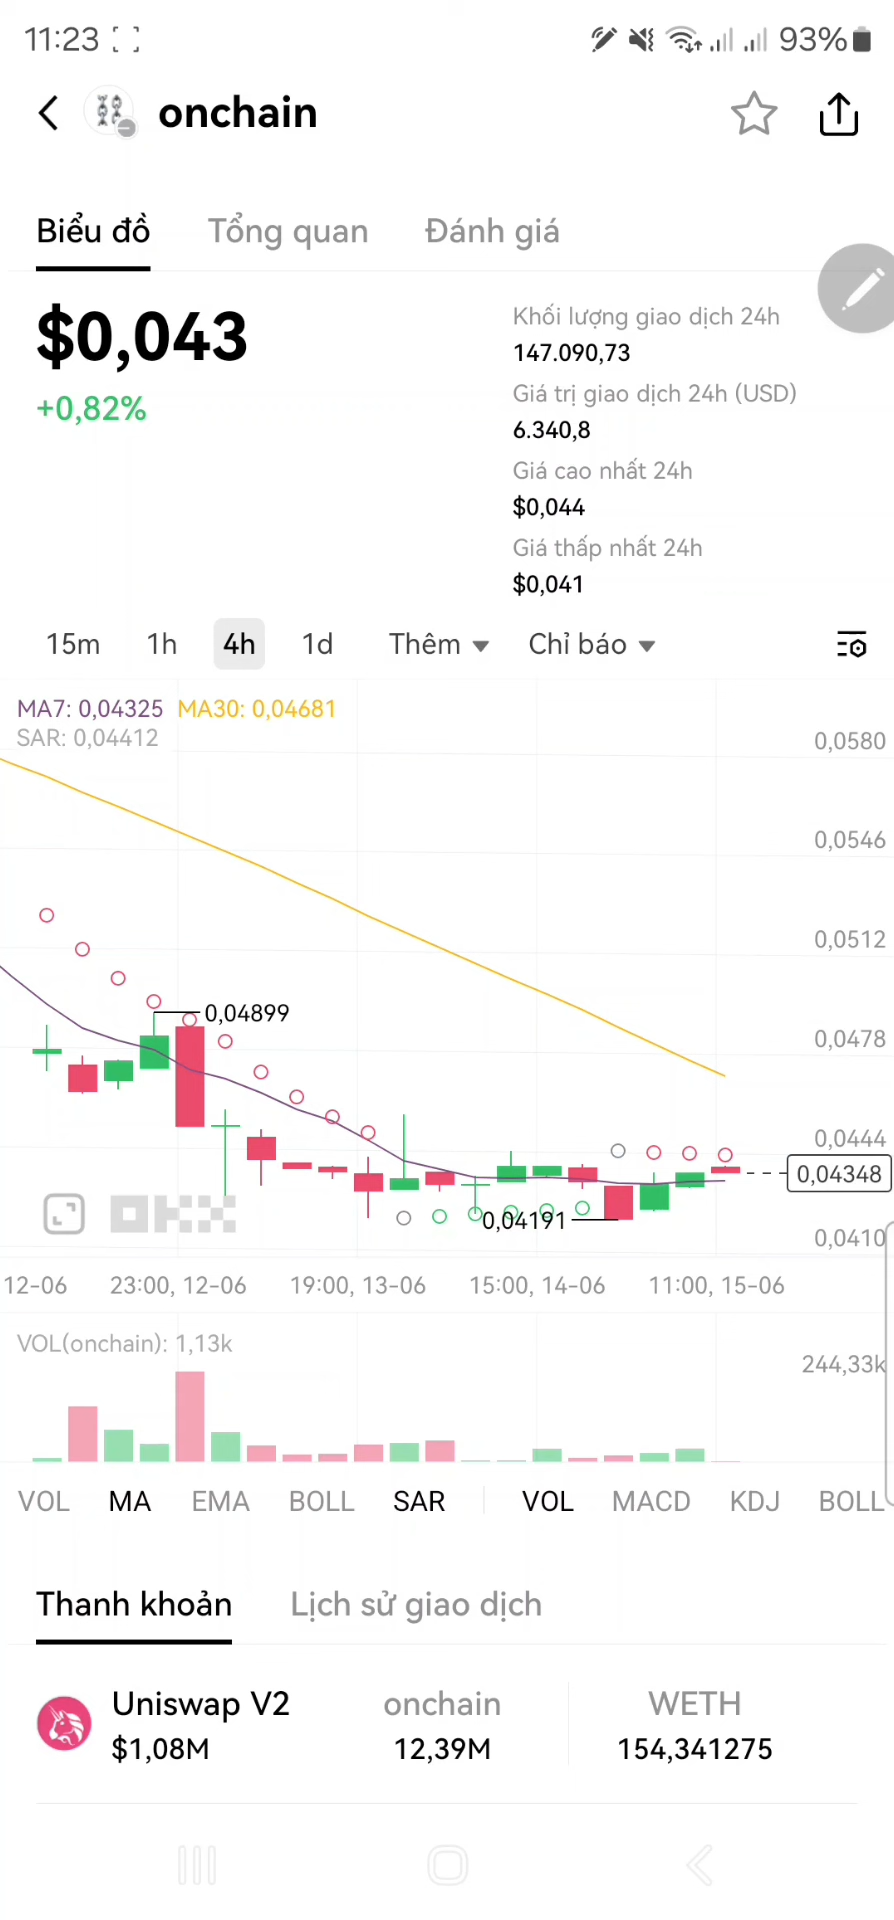 11:23 93%
onchain
Biểu đồ Tổng quan Đánh giá
$0,043
+0,82%
Khối lượng giao dịch 24h
147.090,73
Giá trị giao dịch 24h (USD)
6.340,8
Giá cao nhất 24h
$0,044
Giá thấp nhất 24h
$0,041
15m 1h 4h 1d Thêm Chỉ báo
MA7: 0,04325 MA30: 0,04681
SAR: 0,04412
0,0580
0,0546
0,0512
0,04899
0,0478
0,0444
0,04348
0,04191
OKX
0,0410
12-06 23:00, 12-06 19:00, 13-06 15:00, 14-06 11:00, 15-06
VOL(onchain): 1,13k
244,33k
VOL MA EMA BOLL SAR VOL MACD KDJ BOLL
Thanh khoản Lịch sử giao dịch
Uniswap V2 onchain WETH
$1,08M 12,39M 154,341275